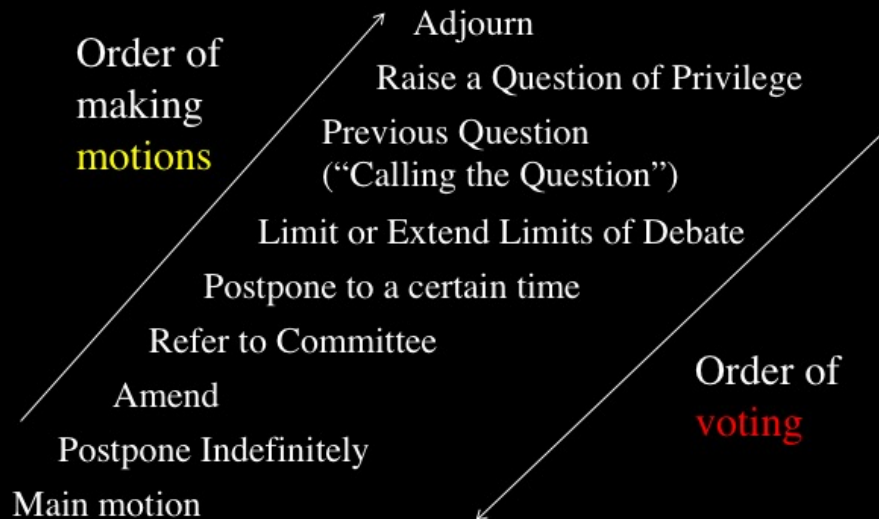 Order of
making
motions
Adjourn
Raise a Question of Privilege
Previous Question
(“Calling the Question”)
Limit or Extend Limits of Debate
Postpone to a certain time
Refer to Committee
Amend
Postpone Indefinitely
Main motion
Order of
voting